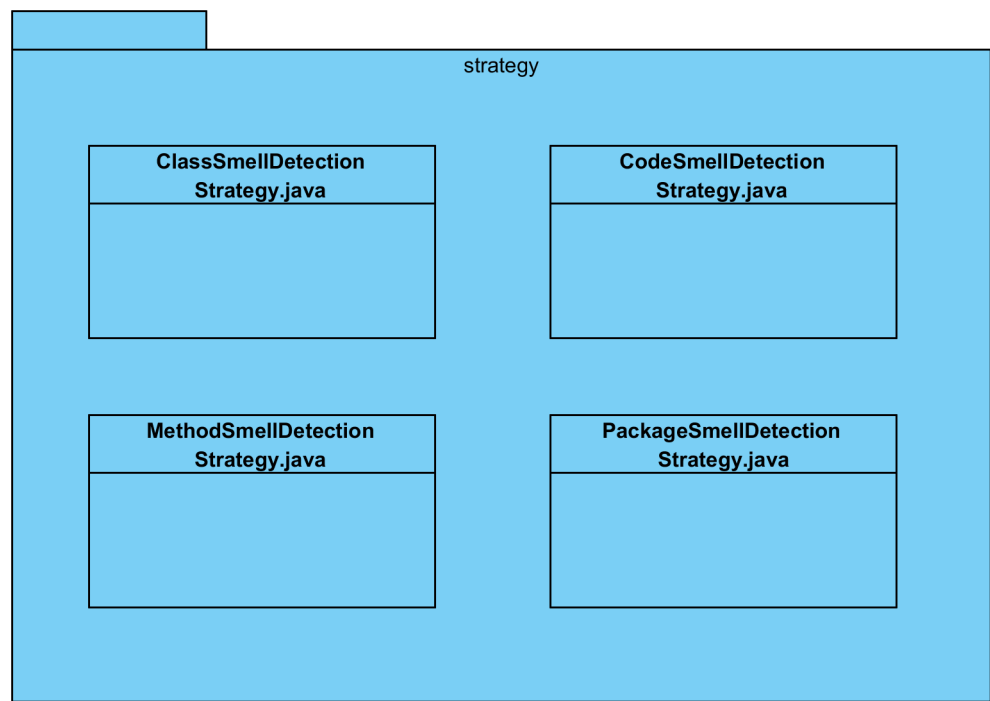 strategy
ClassSmellDetection
Strategy.java
CodeSmellDetection
Strategy.java
MethodSmellDetection
Strategy.java
PackageSmellDetection
Strategy.java